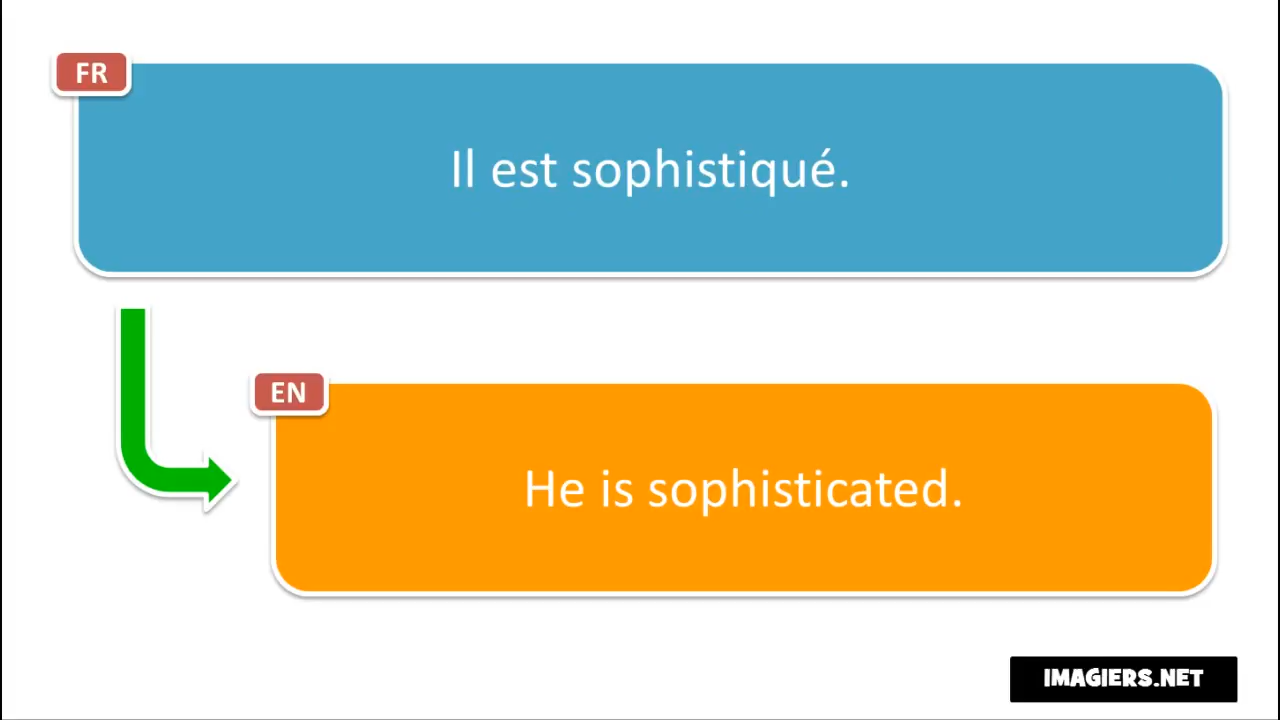 FR
Il est sophistiqué.
EN
He is sophisticated.
IMAGIERS.NET